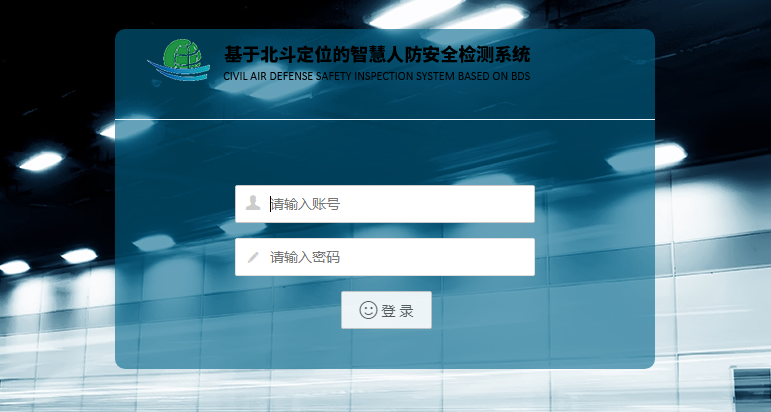 基于北斗定位的智慧人防安全检测系统
CIVIL AIR DEFENSE SAFETY INSPECTION SYSTEM BASED ON BDS
请输入账号
请输入密码
登 录